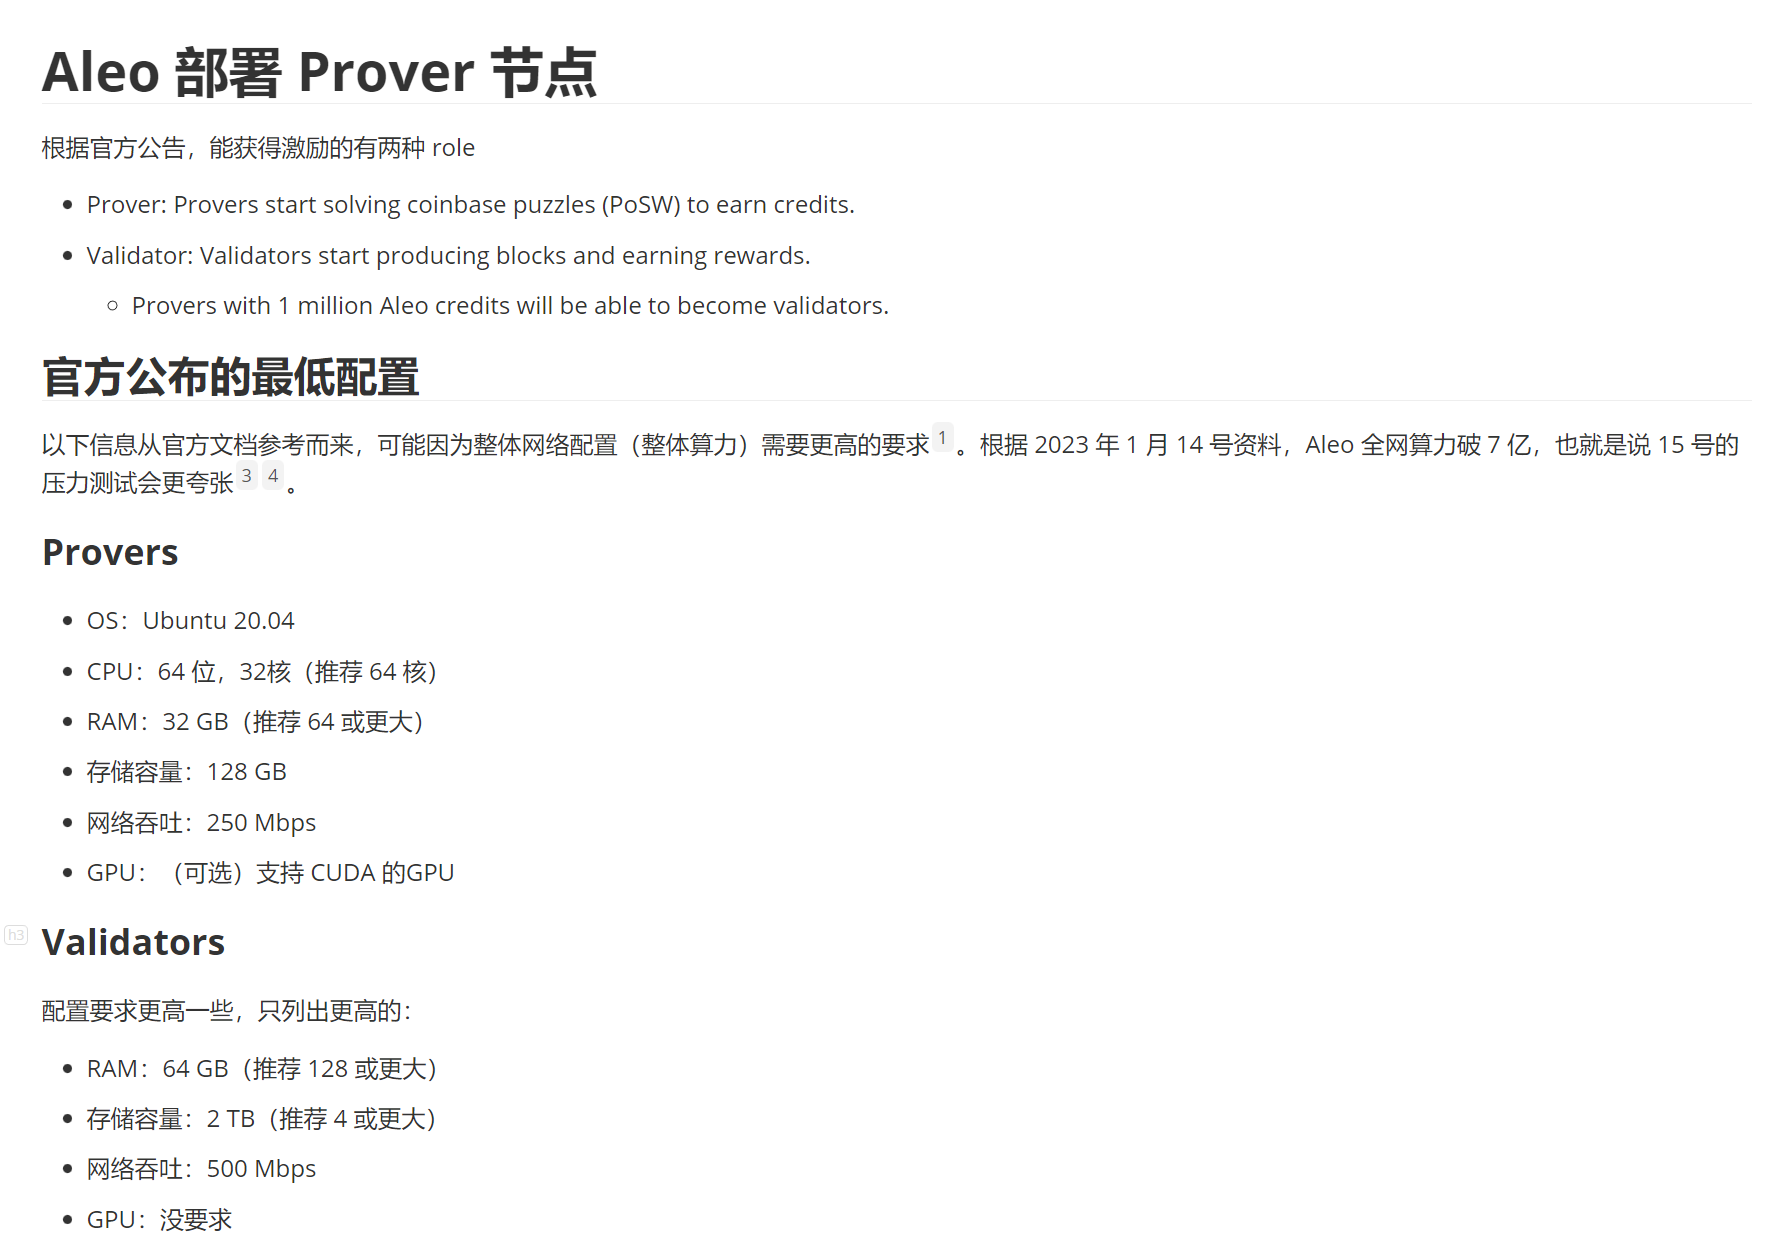 Aleo 部署 Prover 节点
根据官方公告，能获得激励的有两种 role
Prover: Provers start solving coinbase puzzles (PoSW) to earn credits.
Validator: Validators start producing blocks and earning rewards.
Provers with 1 million Aleo credits will be able to become validators.
官方公布的最低配置
以下信息从官方文档参考而来，可能因为整体网络配置（整体算力）需要更高的要求 1 。根据 2023 年 1 月 14 号资料，Aleo 全网算力破 7 亿，也就是说 15 号的
压力测试会更夸张 3 4 。
Provers
OS：Ubuntu 20.04
CPU：64 位，32核（推荐 64 核）
RAM：32 GB（推荐 64 或更大）
存储容量：128 GB
网络吞吐：250 Mbps
GPU：（可选）支持 CUDA 的GPU
h3
Validators
配置要求更高一些，只列出更高的：
RAM：64 GB（推荐 128 或更大）
存储容量：2 TB（推荐 4 或更大）
网络吞吐：500 Mbps
GPU：没要求